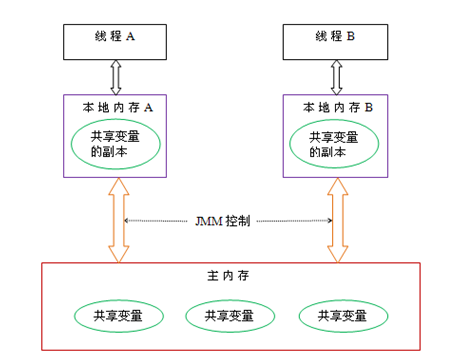 线程 A
线程 B
本地内存 A
本地内存 B
共享变量
的副本
共享变量
的副本
JMM 控制
主内存
共享变量
共享变量
共享变量